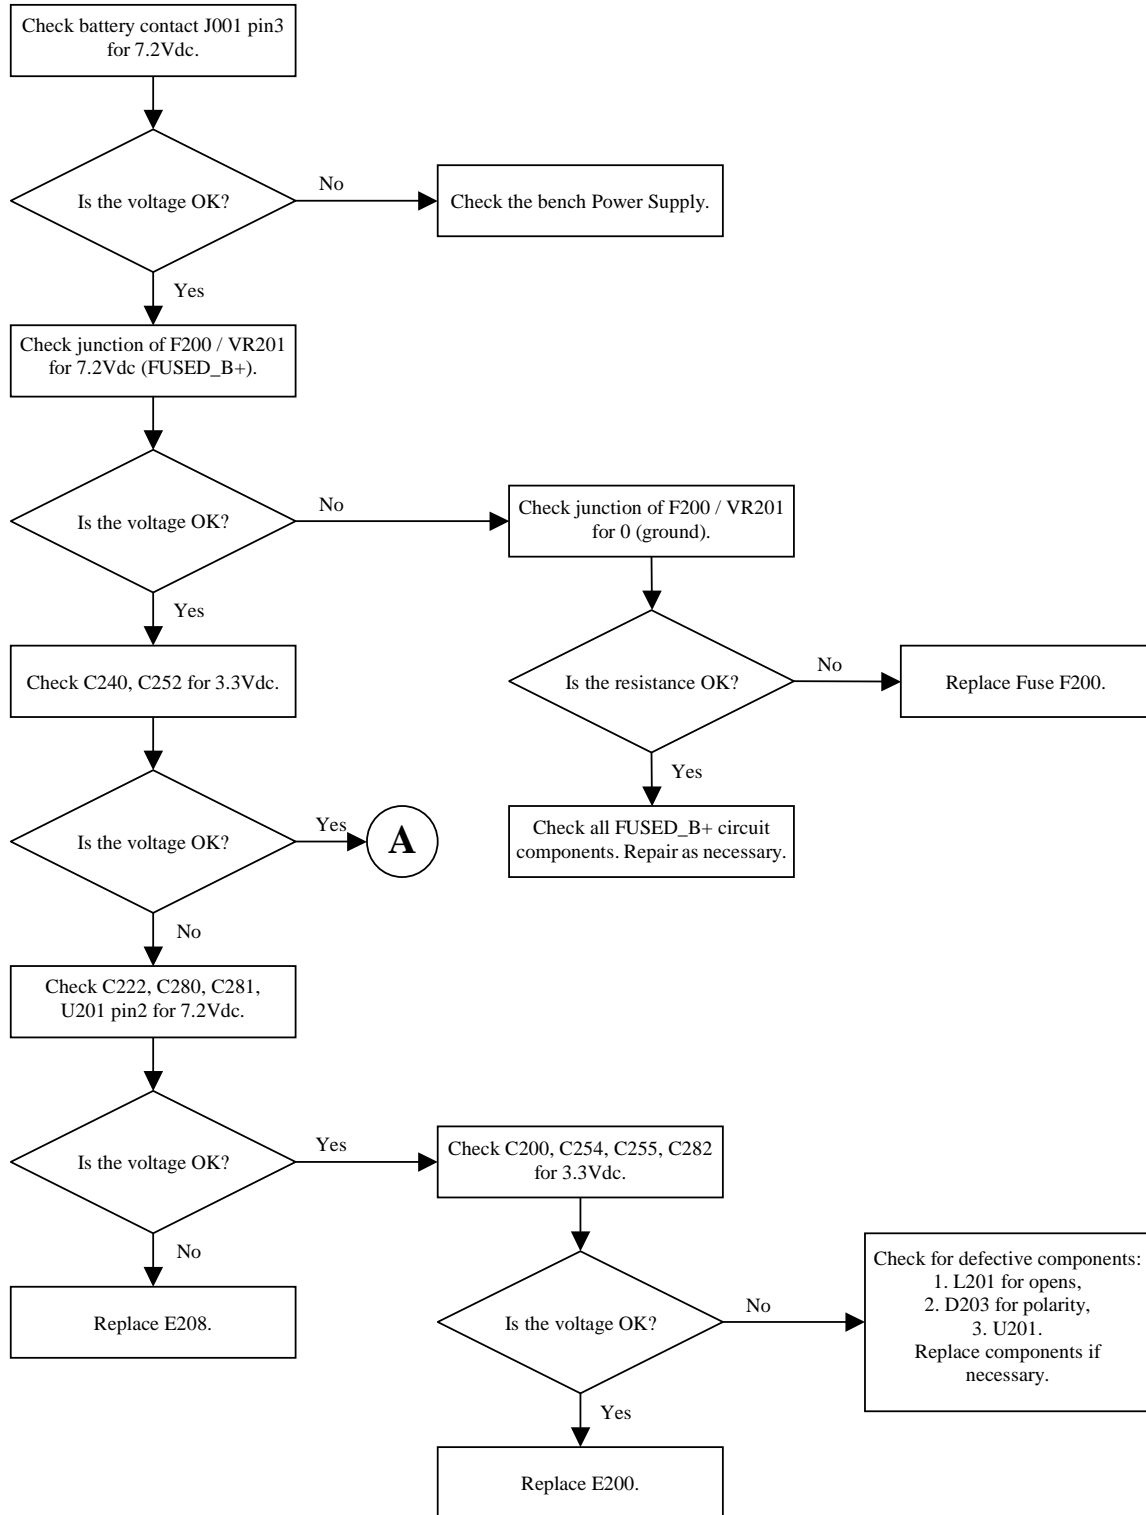 Check battery contact J001 pin3
for 7.2Vdc.
Is the voltage OK?
No
Check the bench Power Supply.
Yes
Check junction of F200 / VR201
for 7.2Vdc (FUSED_B+).
Is the voltage OK?
No
Check junction of F200 / VR201
for 0 (ground).
Yes
Is the resistance OK?
No
Replace Fuse F200.
Yes
Check all FUSED_B+ circuit
components. Repair as necessary.
Check C240, C252 for 3.3Vdc.
Is the voltage OK?
Yes
A
No
Check C222, C280, C281,
U201 pin2 for 7.2Vdc.
Is the voltage OK?
Yes
Check C200, C254, C255, C282
for 3.3Vdc.
No
Replace E208.
Is the voltage OK?
No
Check for defective components:
1. L201 for opens,
2. D203 for polarity,
3. U201.
Replace components if
necessary.
Yes
Replace E200.